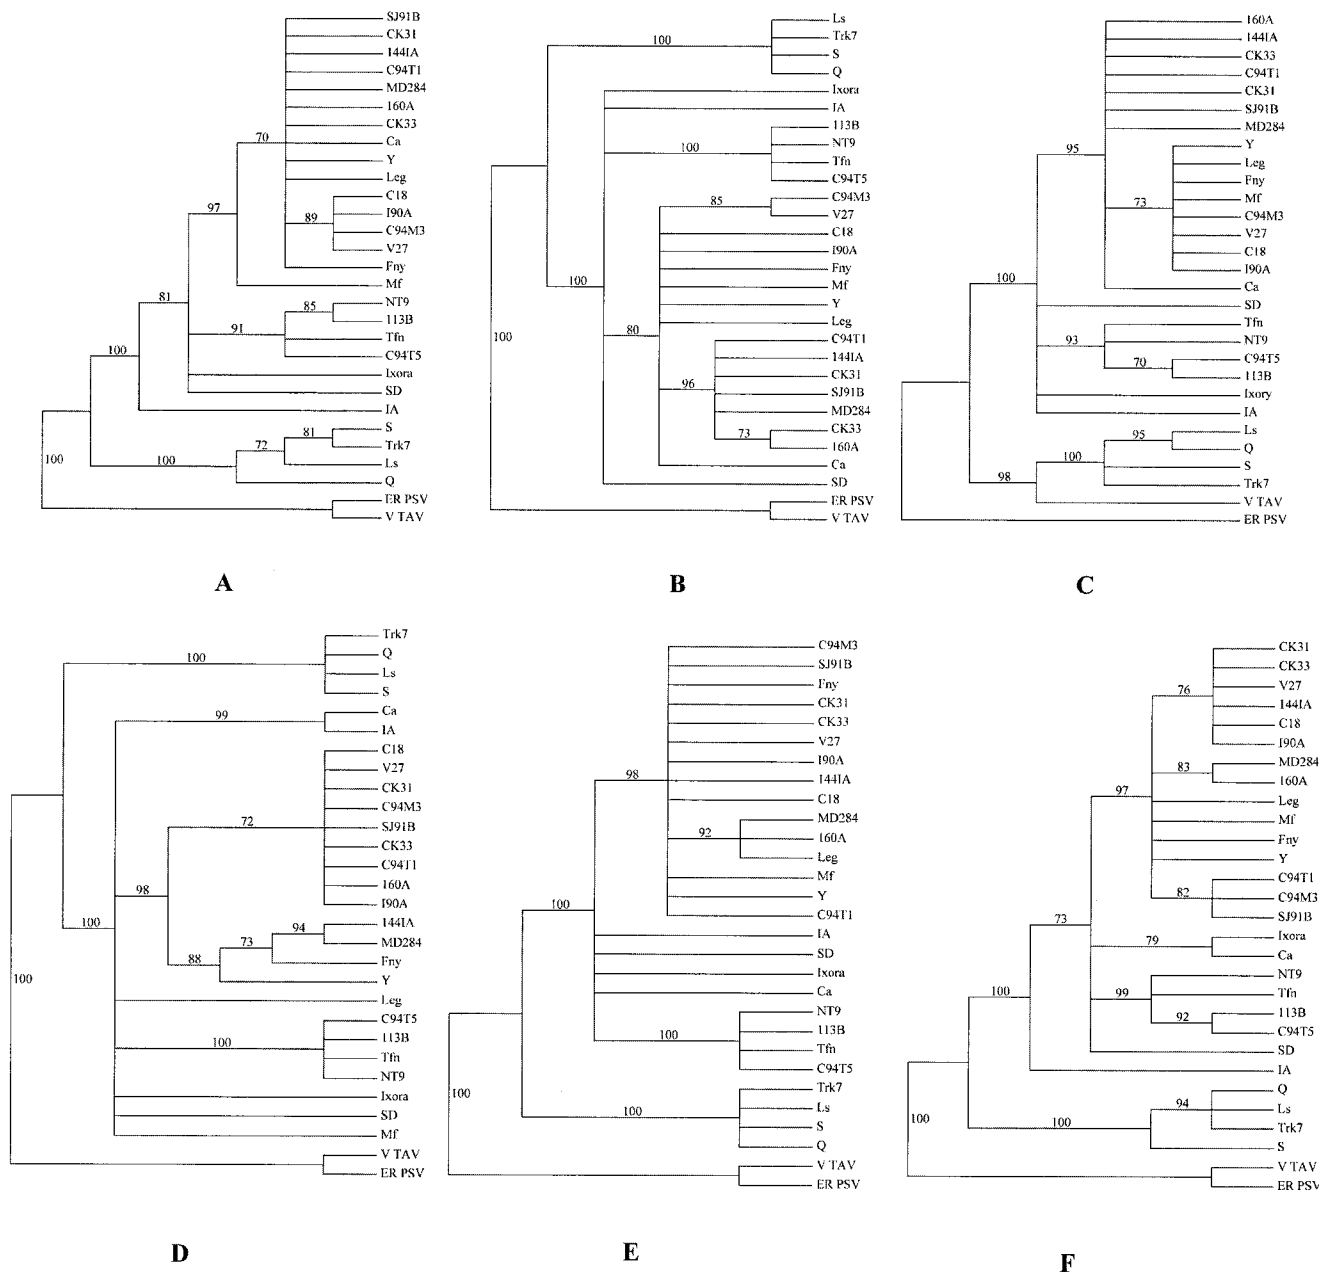 SJ91B
CK31
144IA
C94T1
MD284
160A
CK33
70
Ca
Y
Leg
C18
97
89
I90A
C94M3
V27
Fny
Mf
81
85
NT9
113B
91
Tfn
100
C94T5
Ixora
SD
IA
81
S
72
Trk7
100
100
Ls
Q
ER PSV
V TAV
A
Ls
100
Trk7
S
Q
Ixora
IA
113B
100
NT9
Tfn
C94T5
85
C94M3
V27
C18
I90A
Fny
100
Mf
Y
Leg
100
80
C94T1
144IA
CK31
96
SJ91B
MD284
73
CK33
160A
Ca
SD
ER PSV
V TAV
B
160A
144IA
CK33
C94T1
CK31
SJ91B
MD284
95
Y
Leg
Fny
73
Mf
C94M3
V27
C18
100
I90A
Ca
SD
Tfn
93
NT9
70
C94T5
113B
Ixory
IA
95
Ls
Q
100
S
98
Trk7
V TAV
ER PSV
C
Trk7
100
Q
Ls
S
99
Ca
IA
C18
V27
CK31
C94M3
72
SJ91B
CK33
C94T1
98
160A
I90A
100
94
144IA
73
MD284
88
Fny
Y
100
Leg
C94T5
100
113B
Tfn
NT9
Ixora
SD
Mf
V TAV
ER PSV
D
C94M3
SJ91B
Fny
CK31
CK33
V27
I90A
98
144IA
C18
MD284
92
160A
Leg
Mf
Y
100
C94T1
IA
SD
Ixora
Ca
NT9
100
113B
Tfn
C94T5
100
Trk7
100
Ls
S
Q
V TAV
ER PSV
E
CK31
CK33
76
V27
144IA
C18
I90A
83
MD284
160A
97
Leg
Mf
Fny
Y
82
C94T1
C94M3
SJ91B
73
79
Ixora
Ca
NT9
100
99
Tfn
92
113B
C94T5
SD
IA
Q
94
Ls
100
100
Trk7
S
V TAV
ER PSV
F